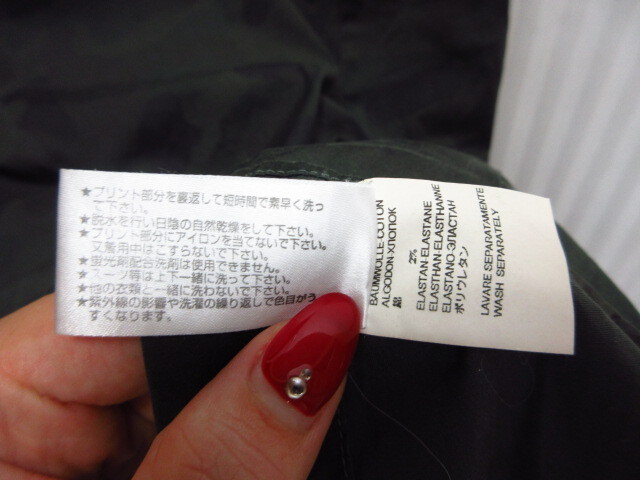 ★プリント部分を裏返して短時間で素早く洗っ
て下さい。
★脱水を行い日陰の自然乾燥をして下さい。
★プリント部分にアイロンを当てないで下さい。
又着用中はこすらないで下さい。
★蛍光剤配合洗剤は使用できません。
★スーツ等は上下一緒に洗って下さい。
★他の衣類と一緒に洗わない下さい。
★紫外線の影響や洗濯の繰り返しで色目がう
すくなります。
BAUMWOLLE-COTON
ALGODON-ХЛОПОК
綿
2%
ELASTAN ELASTANE
ELASTHAN-ELASTHANNE
ELASTANO-ЭЛАСТАН
ポリウレタン
LAVARE SEPARATAMENTE
WASH SEPARATELY